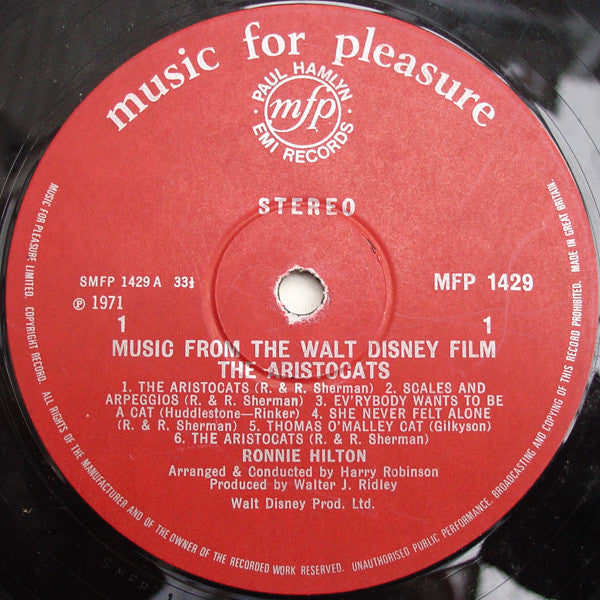 music for pleasure
PAUL HAMLYN
mfp
EMI RECORDS
STEREO
SMFP 1429 A 33⅓
MFP 1429
℗ 1971
1
1
MUSIC FROM THE WALT DISNEY FILM
THE ARISTOCATS
1. THE ARISTOCATS (R. & R. Sherman) 2. SCALES AND
ARPEGGIOS (R. & R. Sherman) 3. EV'RYBODY WANTS TO BE
A CAT (Huddlestone—Rinker) 4. SHE NEVER FELT ALONE
(R. & R. Sherman) 5. THOMAS O'MALLEY CAT (Gilkyson)
6. THE ARISTOCATS (R. & R. Sherman)
RONNIE HILTON
Arranged & Conducted by Harry Robinson
Produced by Walter J. Ridley
Walt Disney Prod. Ltd.
MUSIC FOR PLEASURE LIMITED. COPYRIGHT RECORD. ALL RIGHTS OF THE MANUFACTURER AND OF THE OWNER OF THE RECORDED WORK RESERVED. UNAUTHORISED PUBLIC PERFORMANCE, BROADCASTING AND COPYING OF THIS RECORD PROHIBITED. MADE IN GREAT BRITAIN.